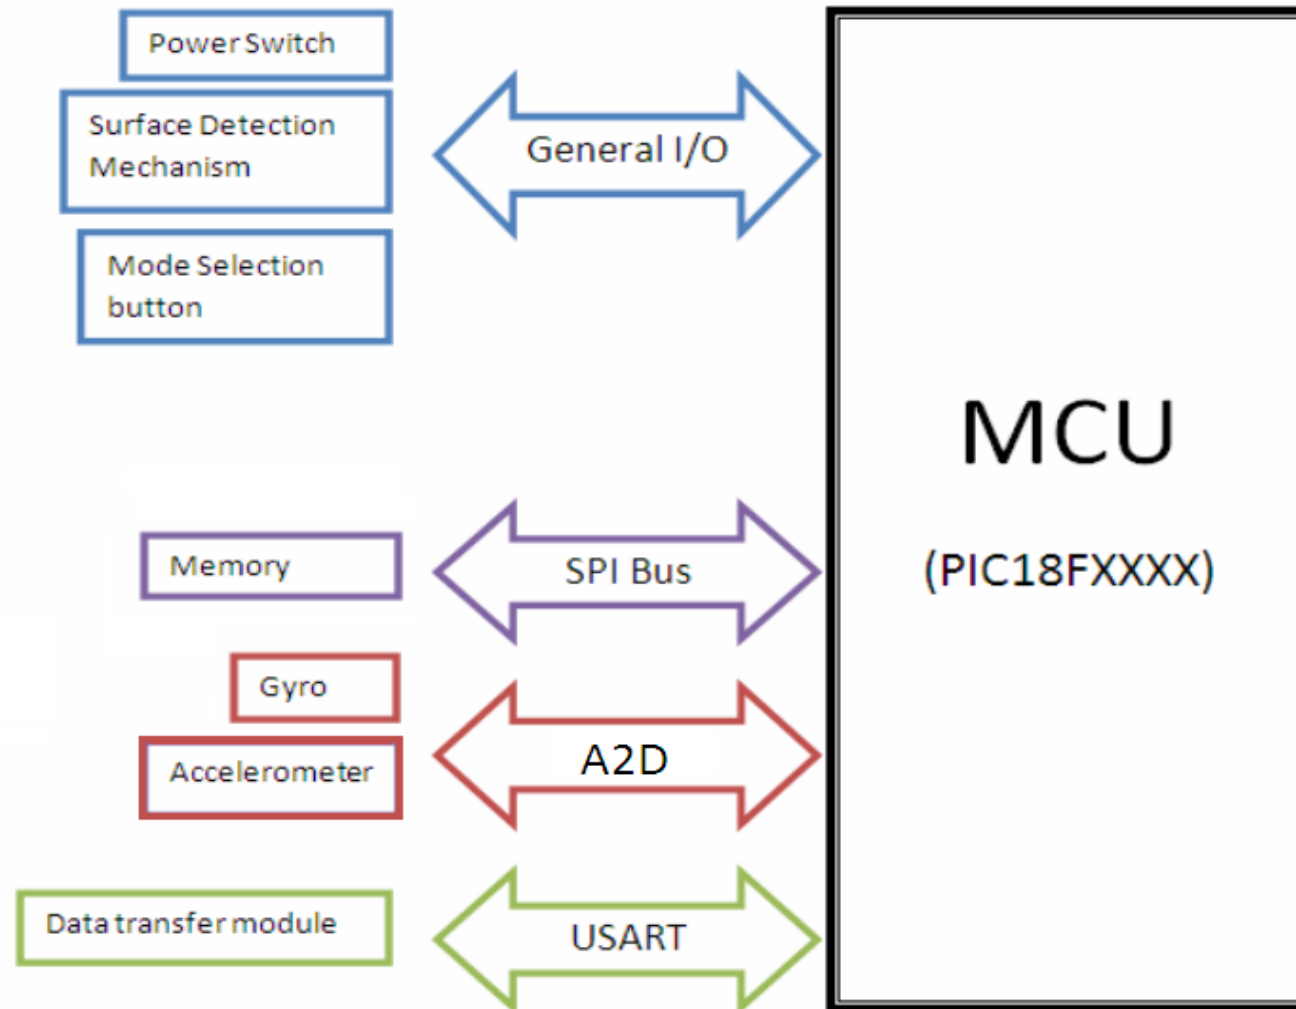 Power Switch
Surface Detection
Mechanism
General I/O
Mode Selection
button
MCU
(PIC18FXXXX)
Memory
SPI Bus
Gyro
Accelerometer
A2D
Data transfer module
USART